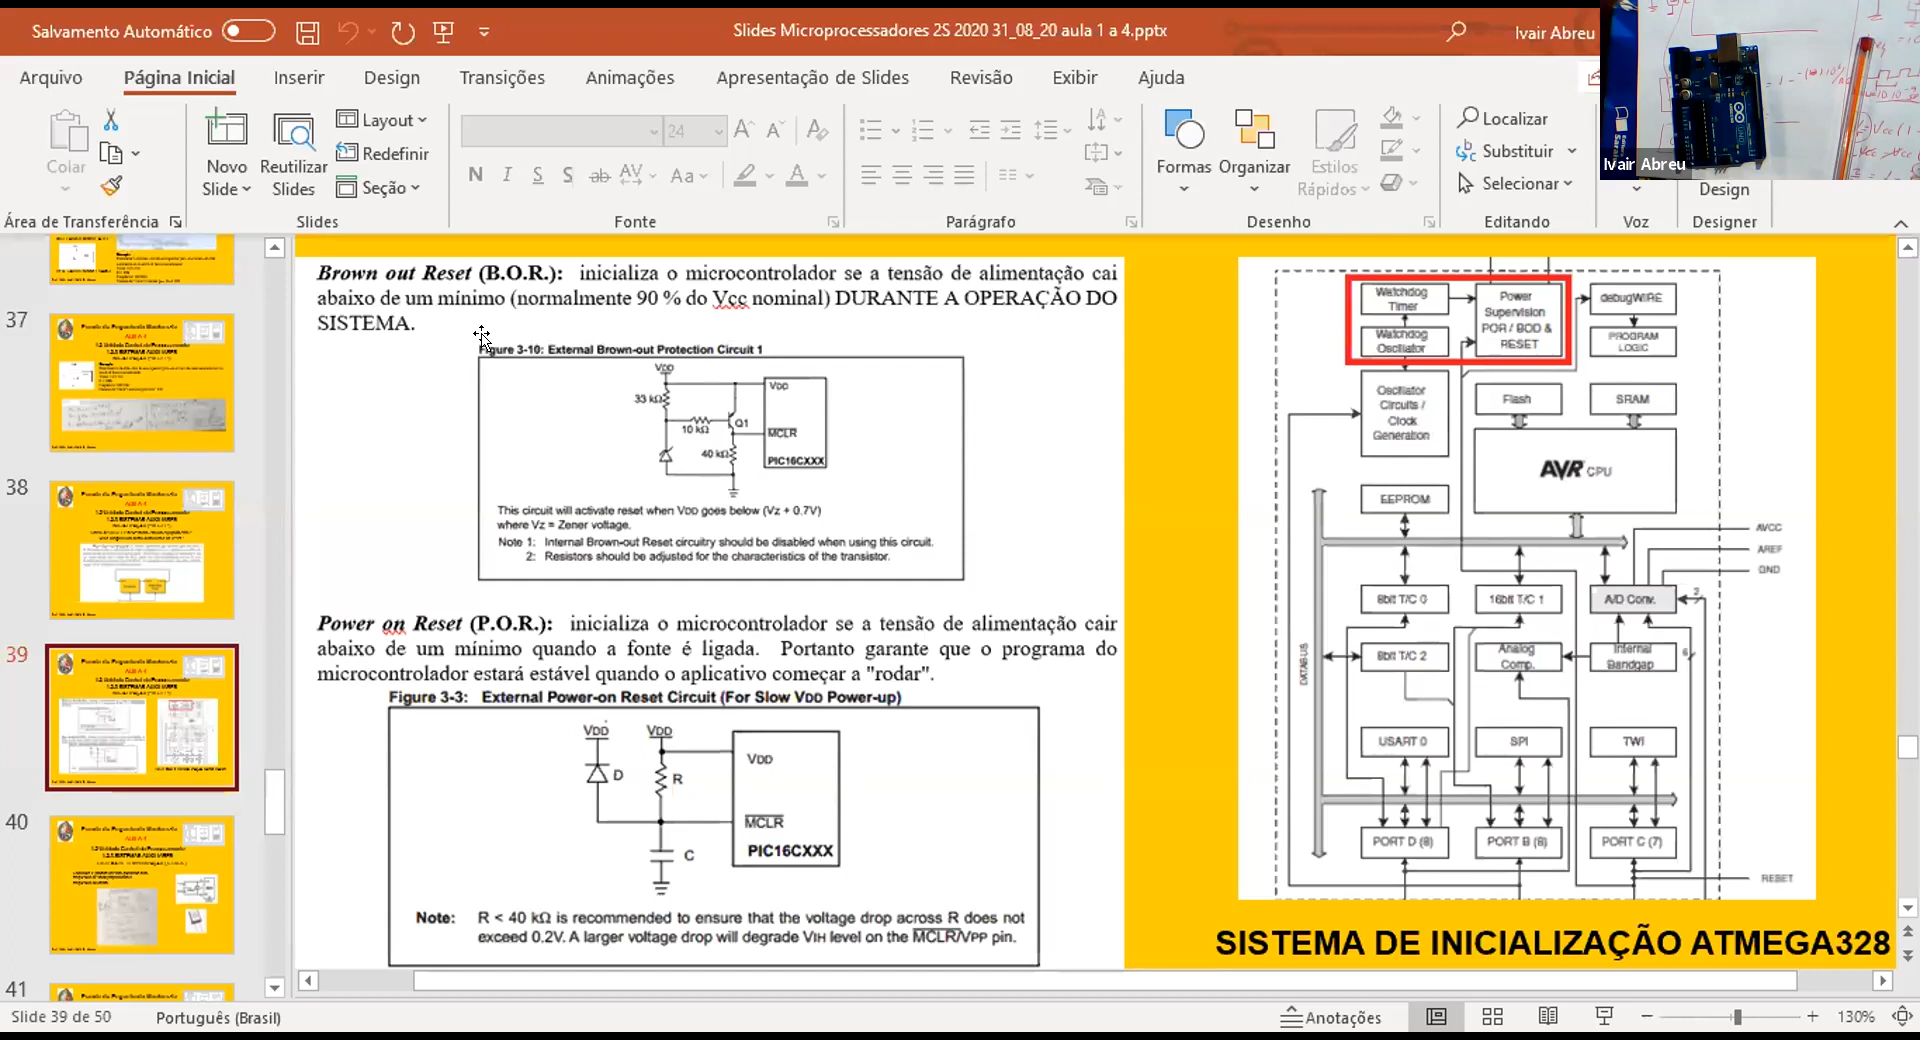 Salvamento Automático
Slides Microprocessadores 2S 2020 31_08_20 aula 1 a 4.pptx
Ivair Abreu
Arquivo
Página Inicial
Inserir
Design
Transições
Animações
Apresentação de Slides
Revisão
Exibir
Ajuda
Colar
Novo
Slide
Reutilizar
Slides
Layout
Redefinir
Seção
24
N I S S ab AV Aa A
Formas
Organizar
Estilos
Rápidos
Localizar
Substituir
Selecionar
Ivair Abreu
Design
Área de Transferência
Slides
Fonte
Parágrafo
Desenho
Editando
Voz
Designer
37
38
39
40
41
Brown out Reset (B.O.R.): inicializa o microcontrolador se a tensão de alimentação cai
abaixo de um mínimo (normalmente 90 % do Vcc nominal) DURANTE A OPERAÇÃO DO
SISTEMA.
Figure 3-10: External Brown-out Protection Circuit 1
VDD
VDD
33 kΩ
Q1
10 kΩ
MCLR
40 kΩ
PIC16CXXX
This circuit will activate reset when VDD goes below (Vz + 0.7V)
where Vz = Zener voltage.
Note 1: Internal Brown-out Reset circuitry should be disabled when using this circuit.
2: Resistors should be adjusted for the characteristics of the transistor.
Power on Reset (P.O.R.): inicializa o microcontrolador se a tensão de alimentação cair
abaixo de um mínimo quando a fonte é ligada. Portanto garante que o programa do
microcontrolador estará estável quando o aplicativo começar a "rodar".
Figure 3-3: External Power-on Reset Circuit (For Slow VDD Power-up)
VDD
VDD
VDD
D
R
MCLR
C
PIC16CXXX
Note: R < 40 kΩ is recommended to ensure that the voltage drop across R does not
exceed 0.2V. A larger voltage drop will degrade VIH level on the MCLR/VPP pin.
Watchdog
Timer
Power
Supervision
POR / BOD &
RESET
debugWIRE
Watchdog
Oscillator
PROGRAM
LOGIC
Oscillator
Circuits /
Clock
Generation
Flash
SRAM
AVR CPU
EEPROM
AVCC
AREF
GND
8bit T/C 0
16bit T/C 1
A/D Conv.
2
DATABUS
8bit T/C 2
Analog
Comp.
Internal
Bandgap
6
USART 0
SPI
TWI
PORT D (8)
PORT B (8)
PORT C (7)
RESET
SISTEMA DE INICIALIZAÇÃO ATMEGA328
Slide 39 de 50
Português (Brasil)
Anotações
130%